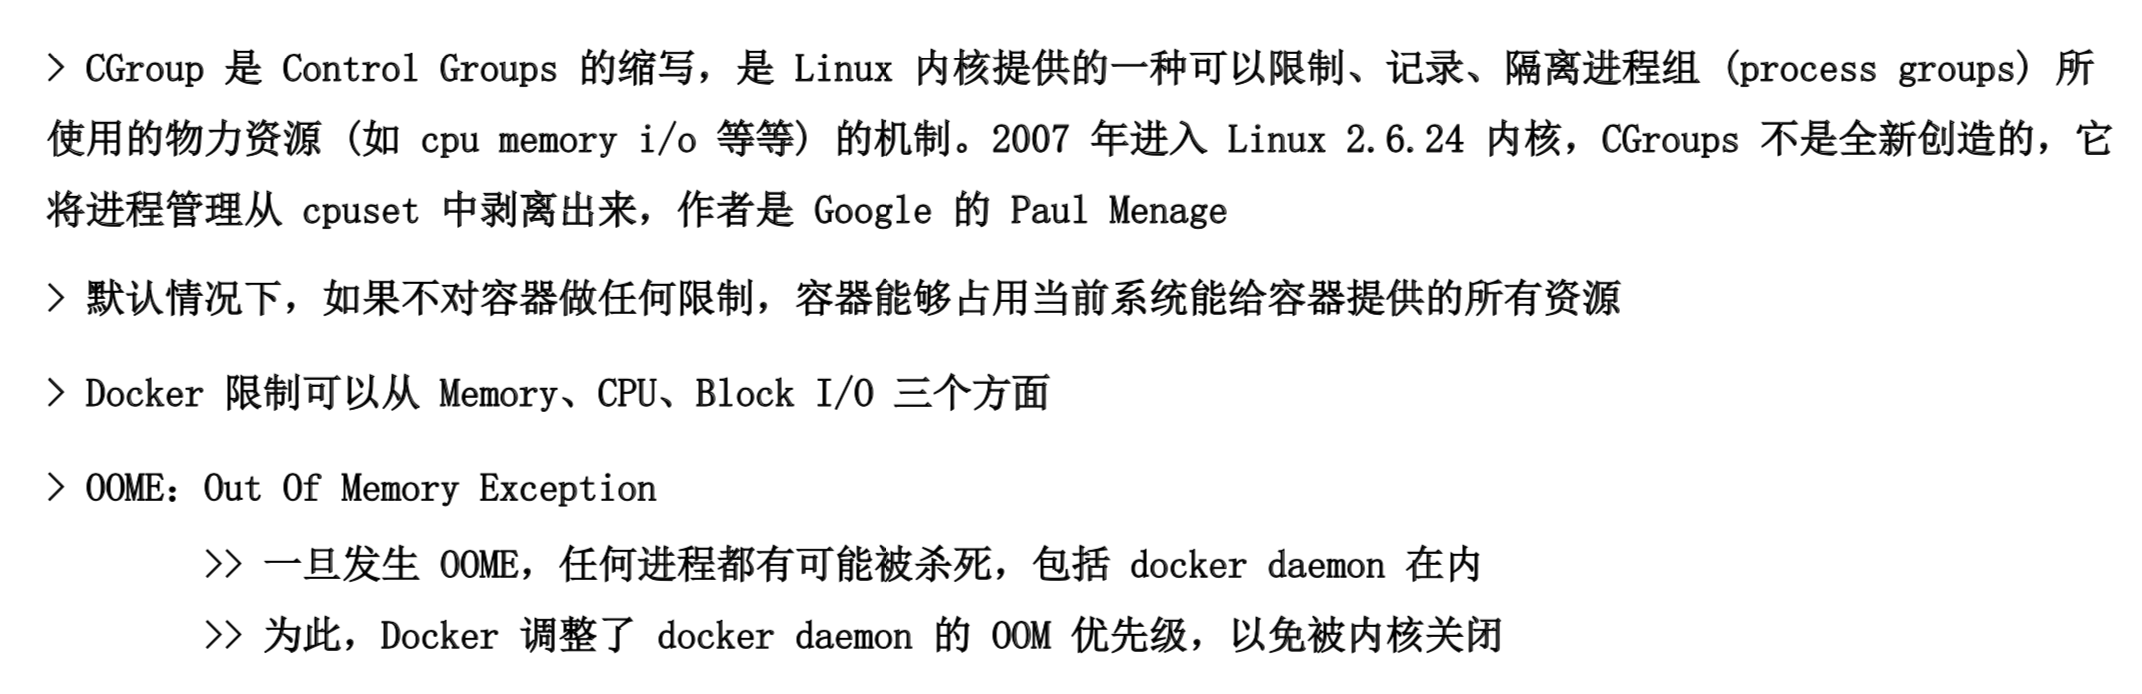 > CGroup 是 Control Groups 的缩写，是 Linux 内核提供的一种可以限制、记录、隔离进程组 (process groups) 所
使用的物力资源 (如 cpu memory i/o 等等) 的机制。2007 年进入 Linux 2.6.24 内核，CGroups 不是全新创造的，它
将进程管理从 cpuset 中剥离出来，作者是 Google 的 Paul Menage
> 默认情况下，如果不对容器做任何限制，容器能够占用当前系统能给容器提供的所有资源
> Docker 限制可以从 Memory、CPU、Block I/O 三个方面
> OOME：Out Of Memory Exception
>> 一旦发生 OOME，任何进程都有可能被杀死，包括 docker daemon 在内
>> 为此，Docker 调整了 docker daemon 的 OOM 优先级，以免被内核关闭